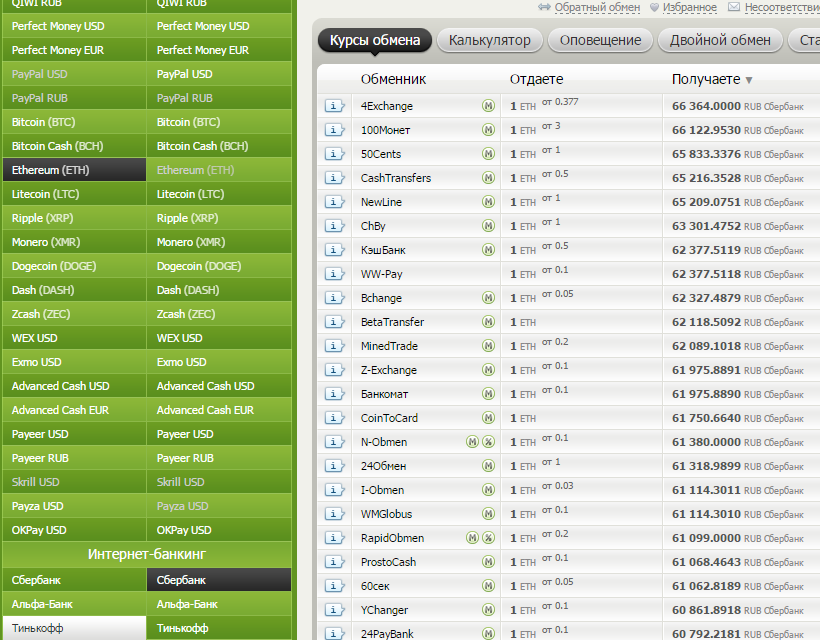 QIWI RUB QIWI RUB
Perfect Money USD Perfect Money USD
Perfect Money EUR Perfect Money EUR
PayPal USD PayPal USD
PayPal RUB PayPal RUB
Bitcoin (BTC) Bitcoin (BTC)
Bitcoin Cash (BCH) Bitcoin Cash (BCH)
Ethereum (ETH) Ethereum (ETH)
Litecoin (LTC) Litecoin (LTC)
Ripple (XRP) Ripple (XRP)
Monero (XMR) Monero (XMR)
Dogecoin (DOGE) Dogecoin (DOGE)
Dash (DASH) Dash (DASH)
Zcash (ZEC) Zcash (ZEC)
WEX USD WEX USD
Exmo USD Exmo USD
Advanced Cash USD Advanced Cash USD
Advanced Cash EUR Advanced Cash EUR
Payeer USD Payeer USD
Payeer RUB Payeer RUB
Skrill USD Skrill USD
Payza USD Payza USD
OKPay USD OKPay USD
Интернет-банкинг
Сбербанк Сбербанк
Альфа-Банк Альфа-Банк
Тинькофф Тинькофф
Обратный обмен Избранное Несоответстви
Курсы обмена Калькулятор Оповещение Двойной обмен Ста
Обменник Отдаете Получаете ▼
4Exchange M 1 ETH от 0.377 66 364.0000 RUB Сбербанк
100Монет M 1 ETH от 3 66 122.9530 RUB Сбербанк
50Cents M 1 ETH от 1 65 833.3376 RUB Сбербанк
CashTransfers M 1 ETH от 0.5 65 216.3528 RUB Сбербанк
NewLine M 1 ETH от 1 65 209.0751 RUB Сбербанк
ChBy M 1 ETH от 1 63 301.4752 RUB Сбербанк
КэшБанк M 1 ETH от 0.5 62 377.5119 RUB Сбербанк
WW-Pay 1 ETH от 0.1 62 377.5118 RUB Сбербанк
Bchange M 1 ETH от 0.05 62 327.4879 RUB Сбербанк
BetaTransfer M 1 ETH 62 118.5092 RUB Сбербанк
MinedTrade M 1 ETH от 0.2 62 089.1018 RUB Сбербанк
Z-Exchange M 1 ETH от 0.1 61 975.8891 RUB Сбербанк
Банкомат M 1 ETH от 0.1 61 975.8890 RUB Сбербанк
CoinToCard M 1 ETH 61 750.6640 RUB Сбербанк
N-Obmen M % 1 ETH от 0.1 61 380.0000 RUB Сбербанк
24Обмен M 1 ETH от 1 61 318.9899 RUB Сбербанк
I-Obmen M 1 ETH от 0.03 61 114.3011 RUB Сбербанк
WMGlobus M 1 ETH от 0.1 61 114.3010 RUB Сбербанк
RapidObmen M % 1 ETH от 0.2 61 099.0000 RUB Сбербанк
ProstoCash M 1 ETH от 0.1 61 068.4643 RUB Сбербанк
60сек M 1 ETH от 0.05 61 062.8189 RUB Сбербанк
YChanger M 1 ETH от 0.1 60 861.8918 RUB Сбербанк
24PayBank M 1 ETH от 0.1 60 792.2181 RUB Сбербанк